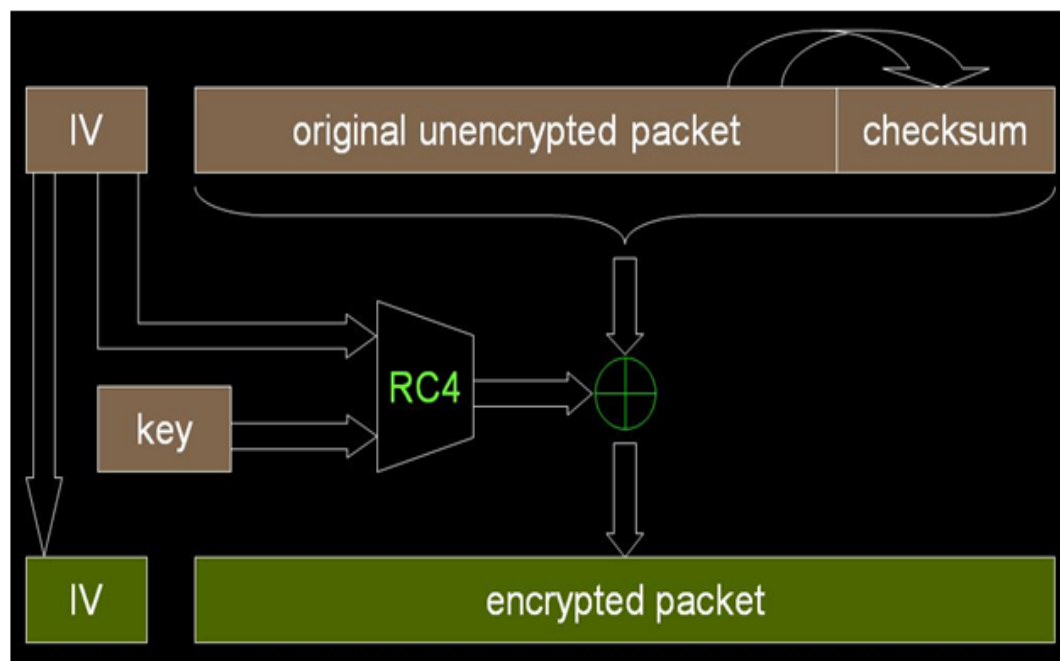 IV
original unencrypted packet
checksum
RC4
key
IV
encrypted packet